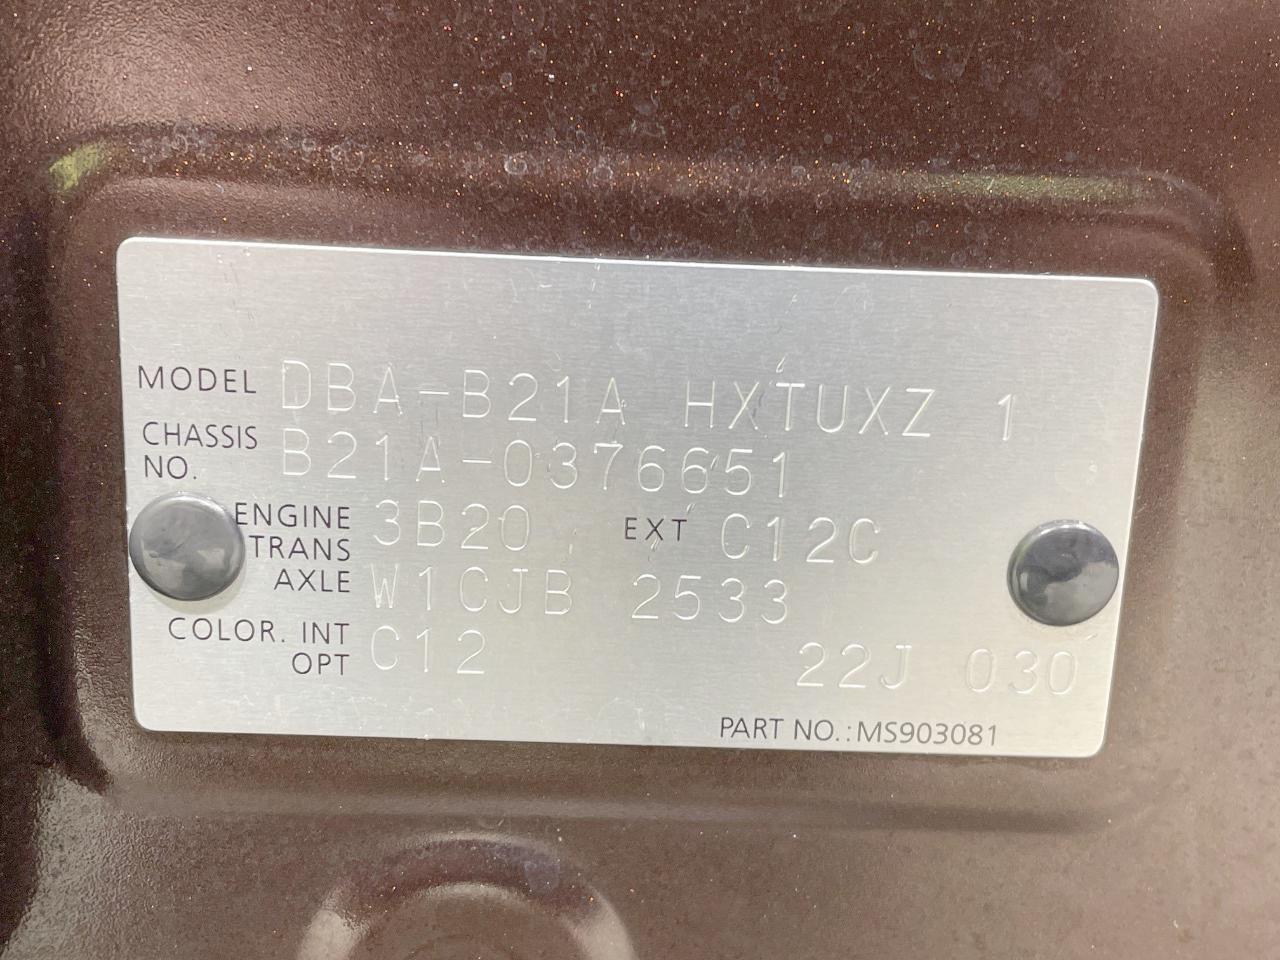 MODEL DBA-B21A HXTUXZ 1
CHASSIS NO. B21A-0376651
ENGINE 3B20 EXT C12C
TRANS AXLE W1CJB 2533
COLOR. INT OPT C12 22J 030
PART NO.:MS903081